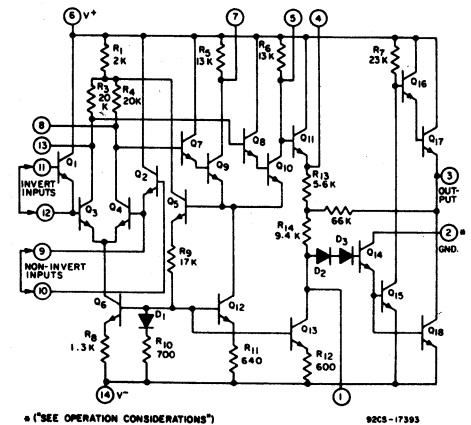 6 V+
7
5
4
R1 2K
R5 13K
R6 13K
R7 23K
Q16
R3 20 K
R4 20K
8
13
Q1
Q2
Q7
Q8
Q9
Q10
Q11
Q17
11
INVERT INPUTS
12
Q3
Q4
Q5
R13 5.6K
3
OUT-PUT
66K
2 *
GND.
9
NON-INVERT INPUTS
10
R9 17K
R14 9.4K
D2
D3
Q14
Q15
Q6
D1
Q12
Q13
Q18
R8 1.3K
R10 700
R11 640
R12 600
14 V-
1
* ("SEE OPERATION CONSIDERATIONS")
92CS-17393